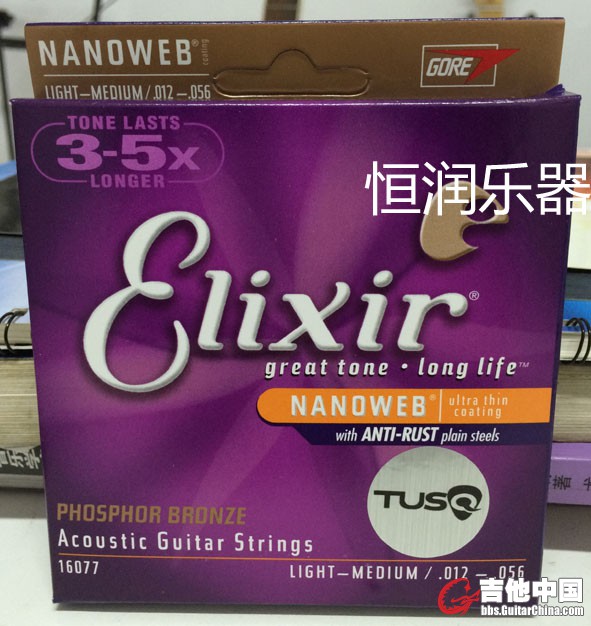 NANOWEB® coating
GORE
LIGHT—MEDIUM / .012 — .056
TONE LASTS
3-5x
LONGER
恒润乐器
Elixir®
great tone • long life™
NANOWEB® ultra thin
coating
with ANTI-RUST plain steels
TUSQ
PHOSPHOR BRONZE
Acoustic Guitar Strings
16077
LIGHT—MEDIUM / .012 — .056
吉他中国
bbs.GuitarChina.com